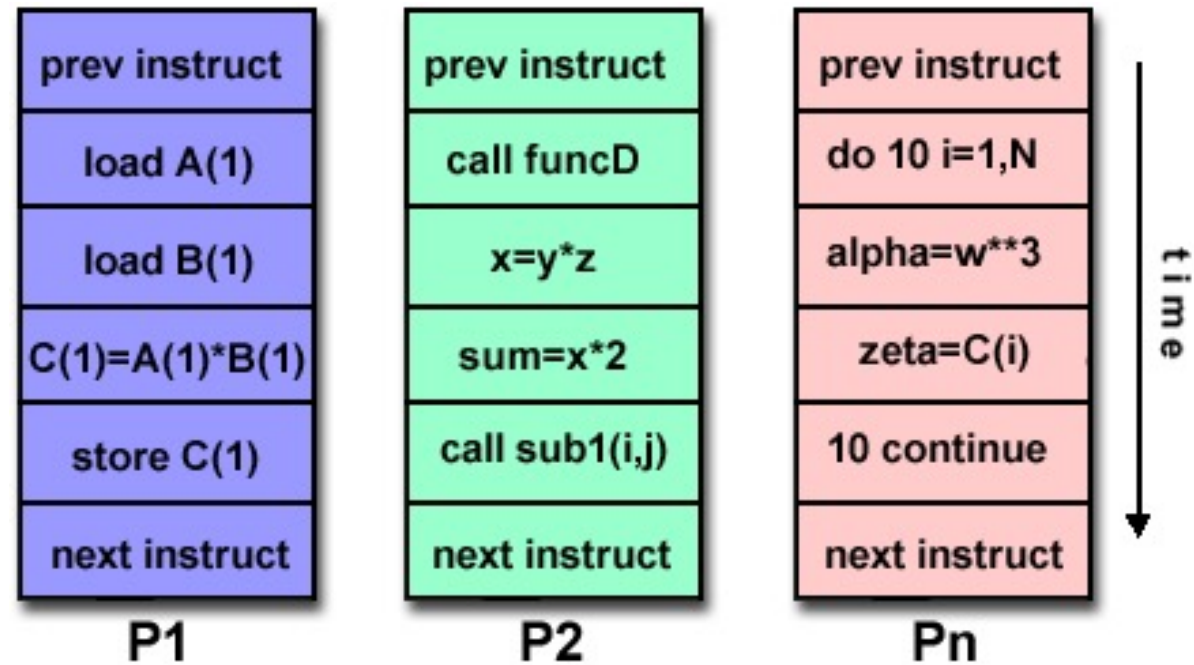 prev instruct
load A(1)
load B(1)
C(1)=A(1)*B(1)
store C(1)
next instruct
P1
prev instruct
call funcD
x=y*z
sum=x*2
call sub1(i,j)
next instruct
P2
prev instruct
do 10 i=1,N
alpha=w**3
zeta=C(i)
10 continue
next instruct
Pn
time